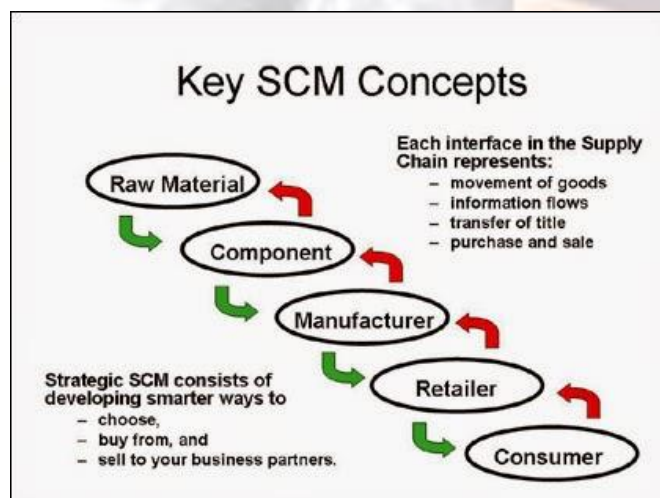 Key SCM Concepts
Each interface in the Supply
Chain represents:
– movement of goods
– information flows
– transfer of title
– purchase and sale
Raw Material
Component
Manufacturer
Retailer
Consumer
Strategic SCM consists of
developing smarter ways to
– choose,
– buy from, and
– sell to your business partners.